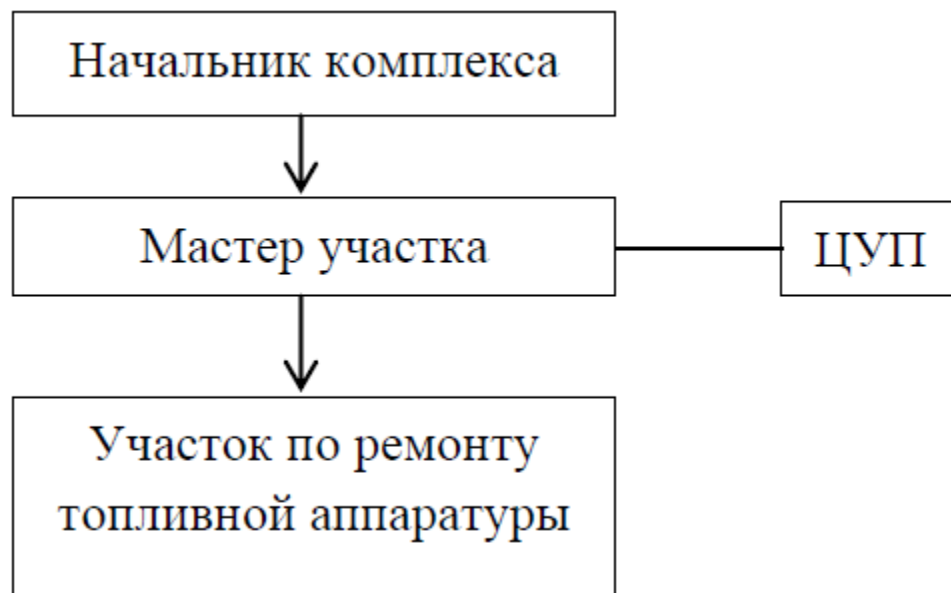 Начальник комплекса
Мастер участка
ЦУП
Участок по ремонту
топливной аппаратуры